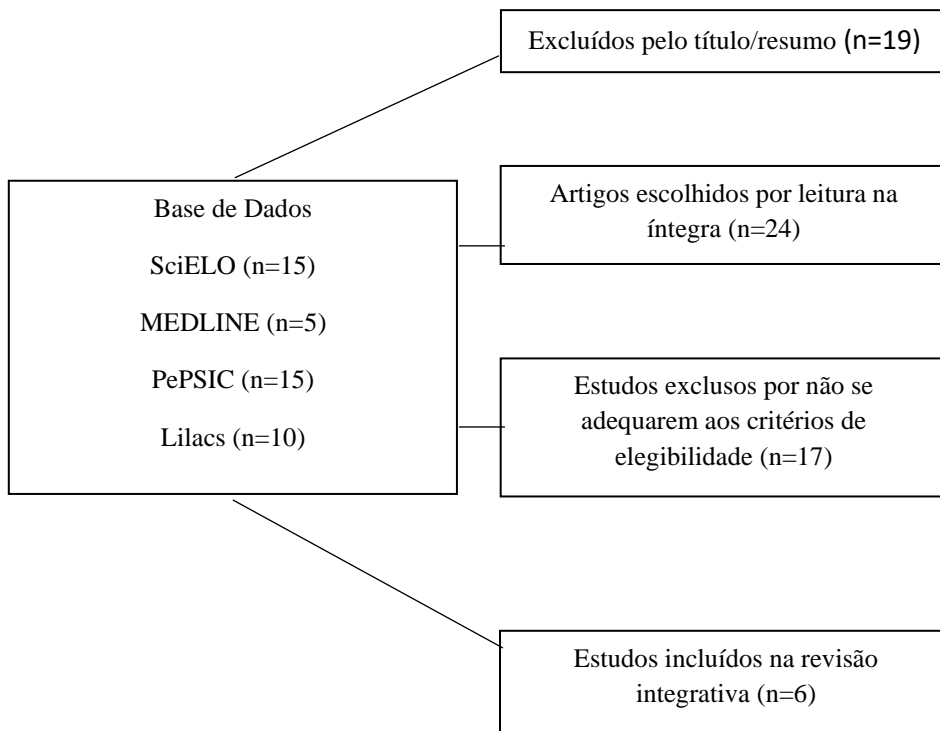 Excluídos pelo título/resumo (n=19)
Artigos escolhidos por leitura na
íntegra (n=24)
Base de Dados
SciELO (n=15)
MEDLINE (n=5)
PePSIC (n=15)
Lilacs (n=10)
Estudos exclusos por não se
adequarem aos critérios de
elegibilidade (n=17)
Estudos incluídos na revisão
integrativa (n=6)